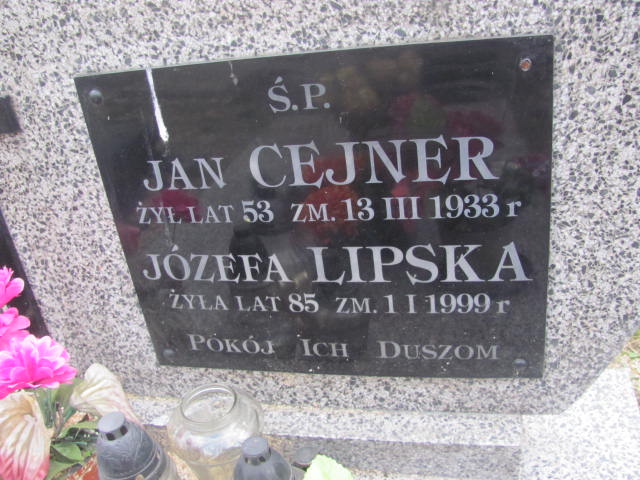 Ś.P.
JAN CEJNER
ŻYŁ LAT 53 ZM. 13 III 1933 r
JÓZEFA LIPSKA
ŻYŁA LAT 85 ZM. 1 I 1999 r
POKÓJ ICH DUSZOM